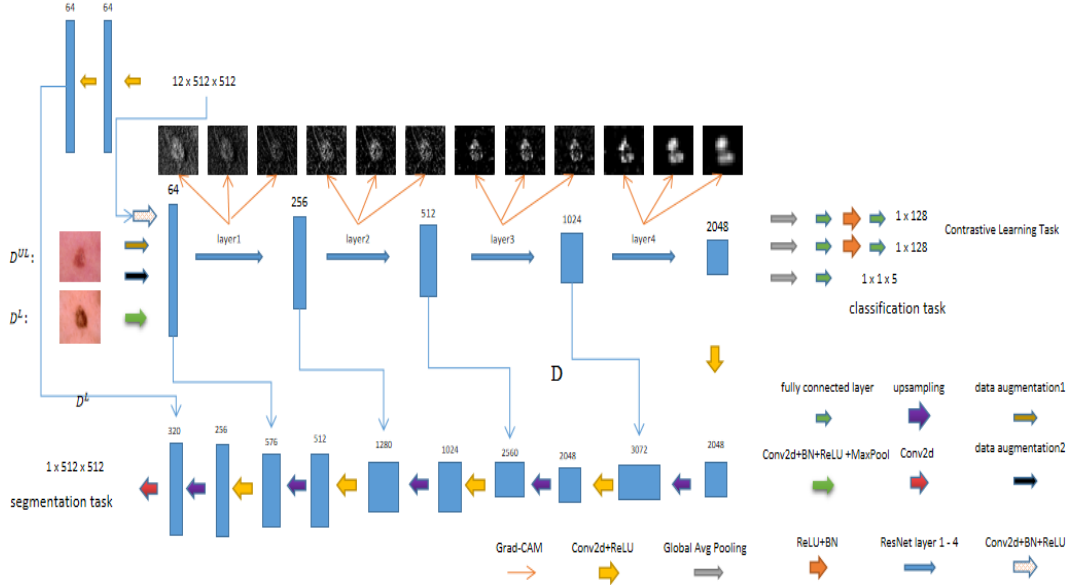 64
64
12 x 512 x 512
64
256
512
1024
2048
layer1
layer2
layer3
layer4
1 x 128
1 x 128
Contrastive Learning Task
1 x 1 x 5
classification task
D^{UL}:
D^{L}:
D
D^{L}
320
256
576
512
1280
1024
2560
2048
3072
2048
1 x 512 x 512
segmentation task
fully connected layer
upsampling
data augmentation1
Conv2d+BN+ReLU +MaxPool
Conv2d
data augmentation2
Grad-CAM
Conv2d+ReLU
Global Avg Pooling
ReLU+BN
ResNet layer 1 - 4
Conv2d+BN+ReLU